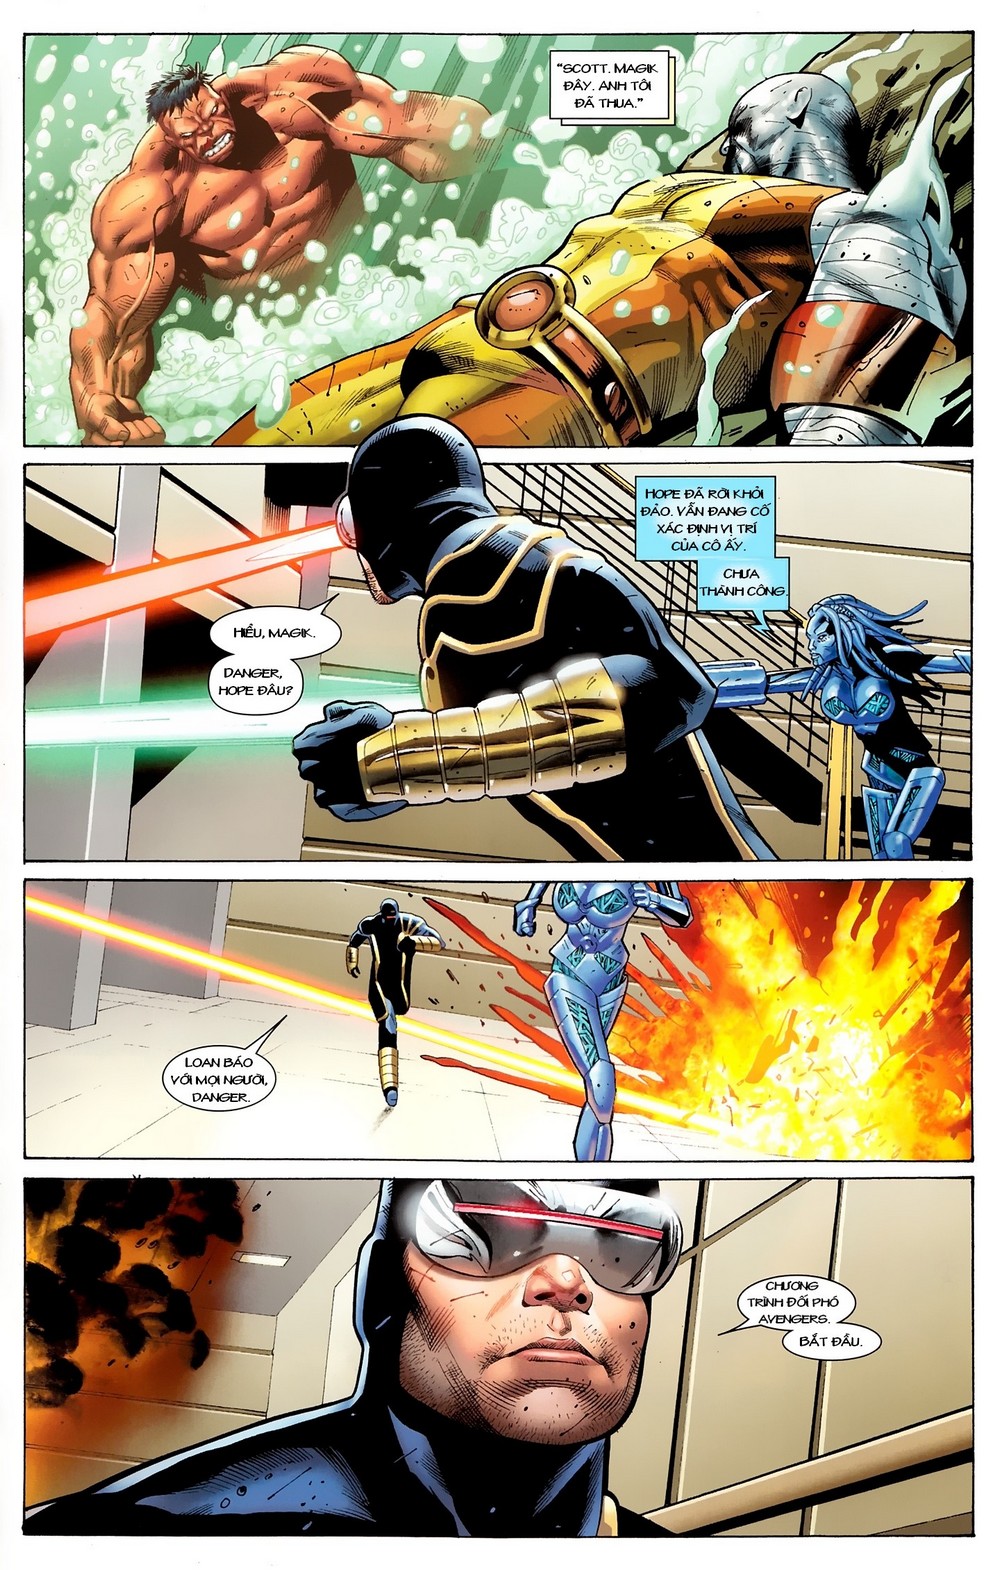 "SCOTT. MAGIK
ĐÂY. ANH TÔI
ĐÃ THUA."
HOPE ĐÃ RỜI KHỎI
ĐẢO. VẪN ĐANG CỐ
XÁC ĐỊNH VỊ TRÍ
CỦA CÔ ẤY.
CHƯA
THÀNH CÔNG.
HIỂU, MAGIK.
DANGER,
HOPE ĐÂU?
LOAN BÁO
VỚI MỌI NGƯỜI,
DANGER.
CHƯƠNG
TRÌNH ĐỐI PHÓ
AVENGERS.
BẮT ĐẦU.